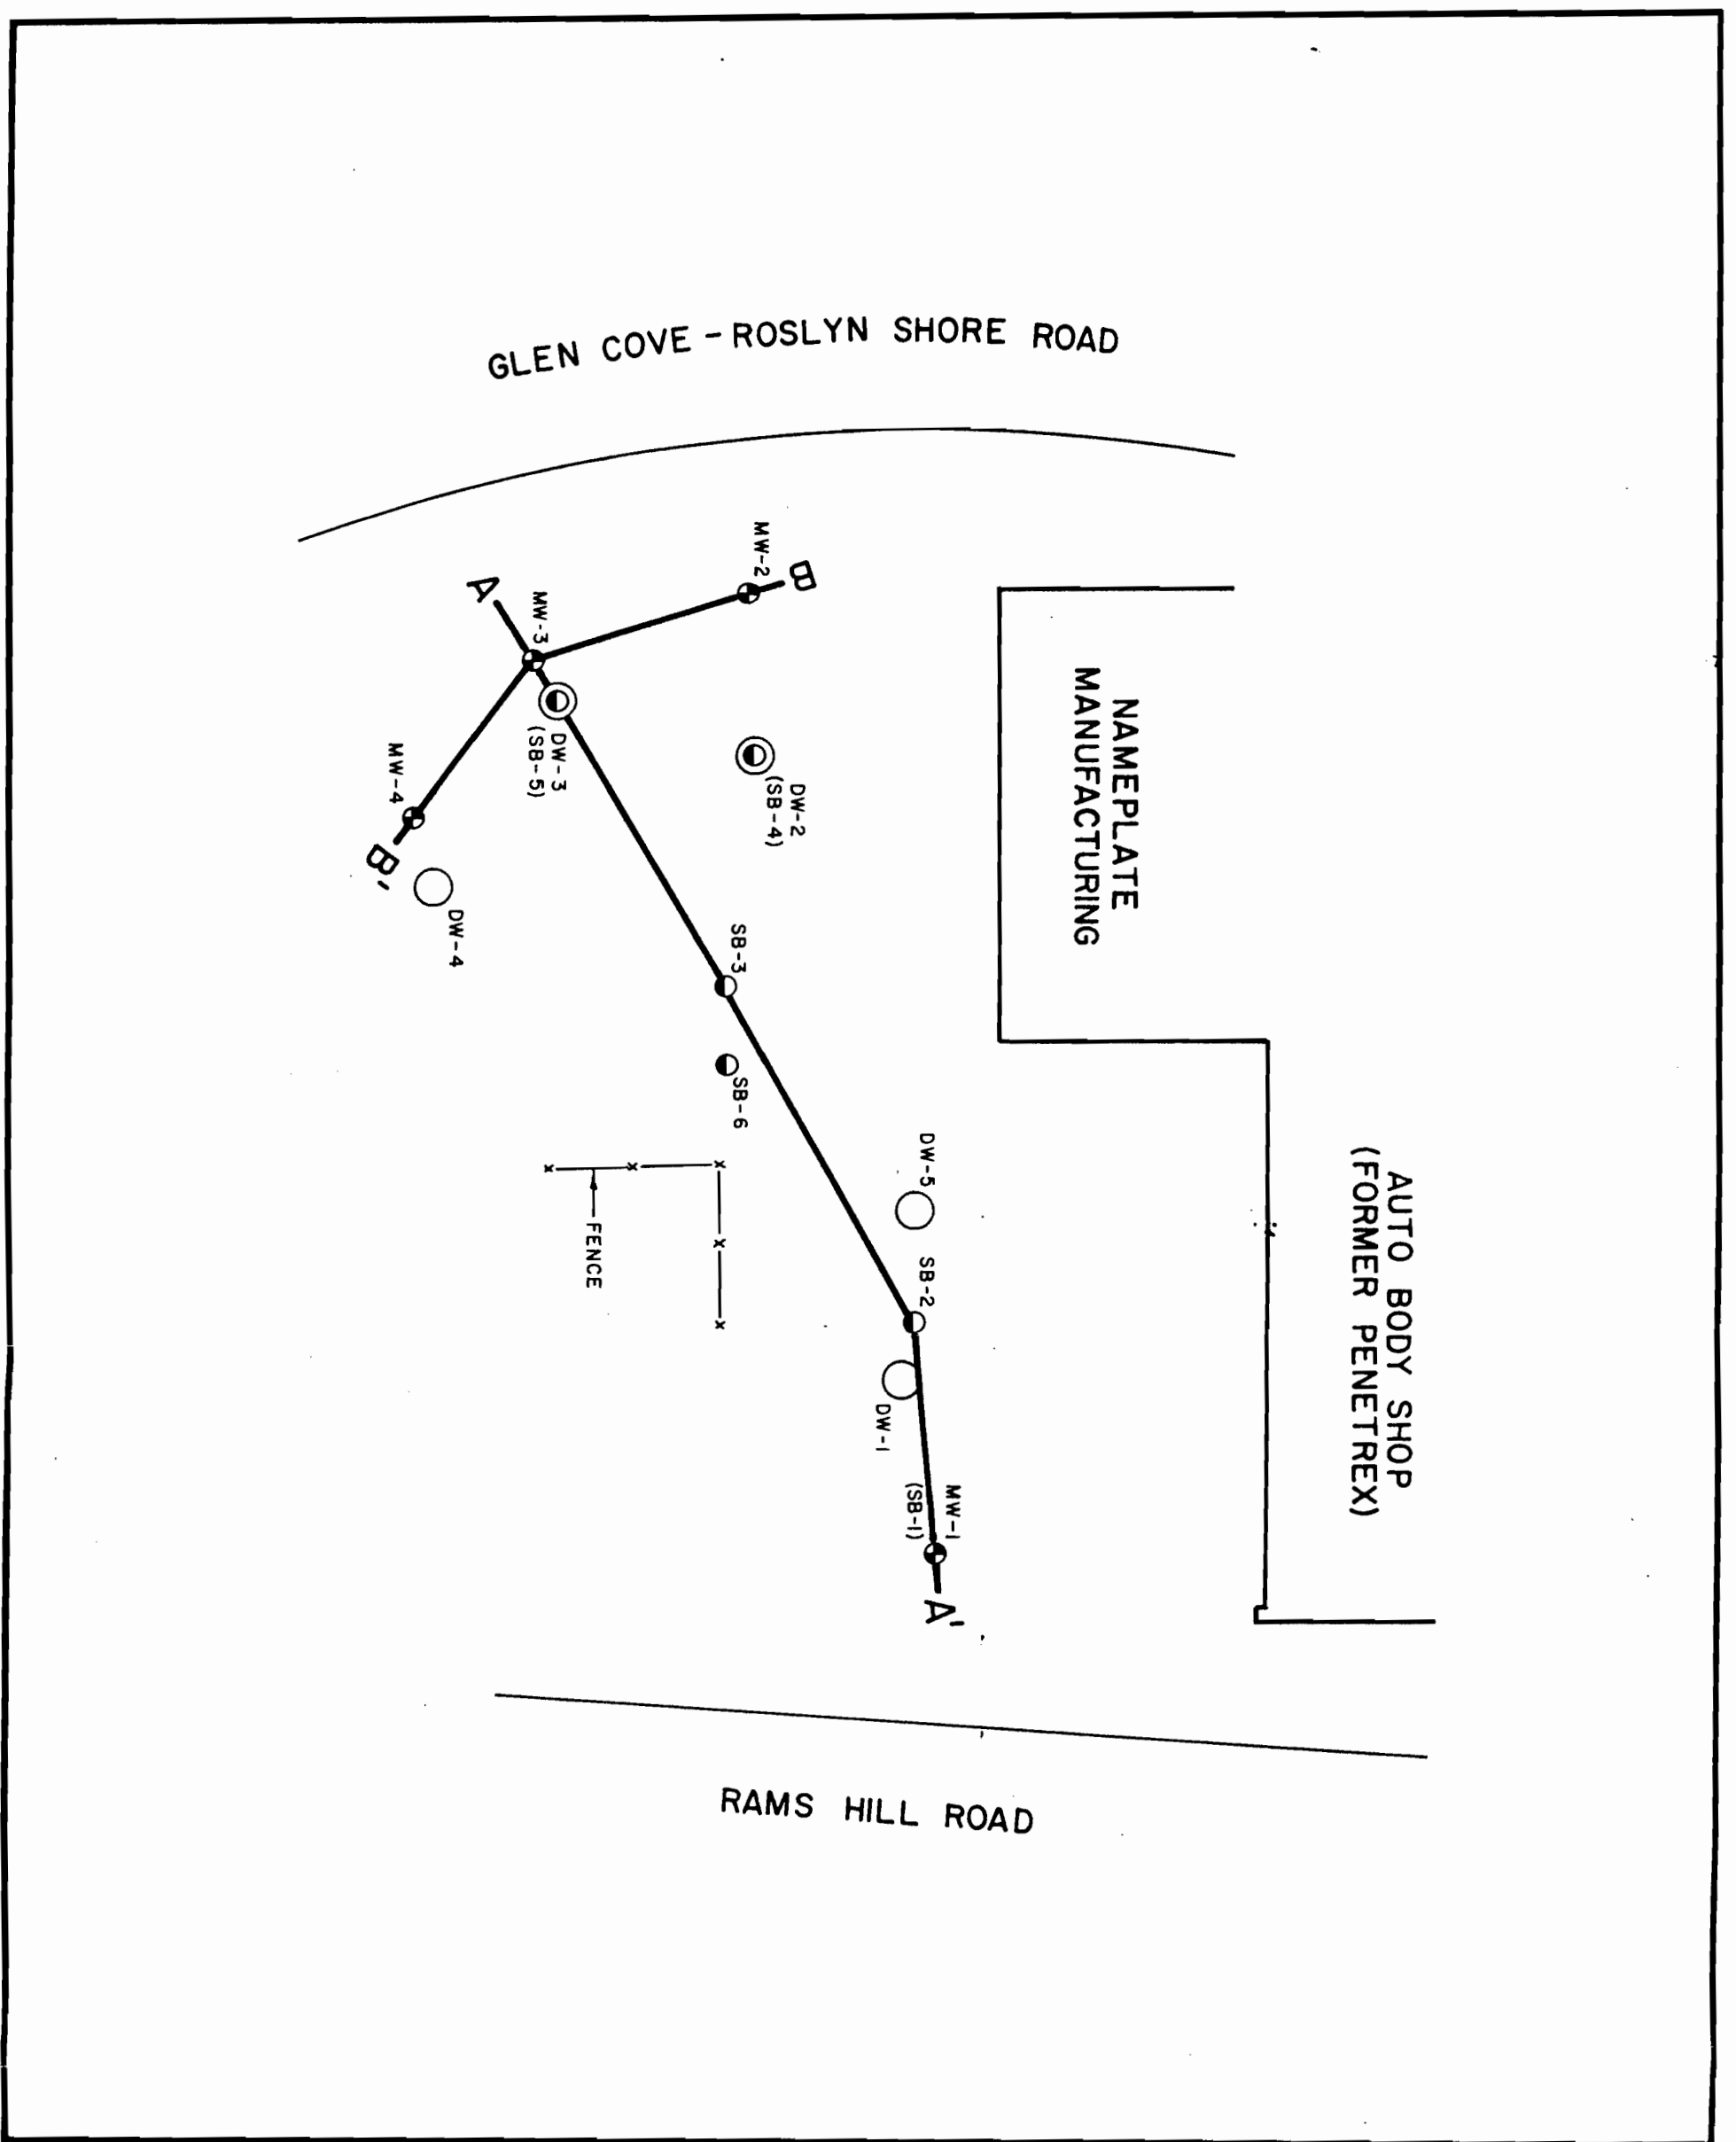 GLEN COVE - ROSLYN SHORE ROAD
B
MW-2
A
MW-3
NAMEPLATE
MANUFACTURING
DW-3
(SB-5)
DW-2
(SB-4)
MW-4
B'
DW-4
SB-3
SB-6
DW-5
AUTO BODY SHOP
(FORMER PENETREX)
FENCE
SB-2
DW-1
MW-1
(SB-1)
A'
RAMS HILL ROAD